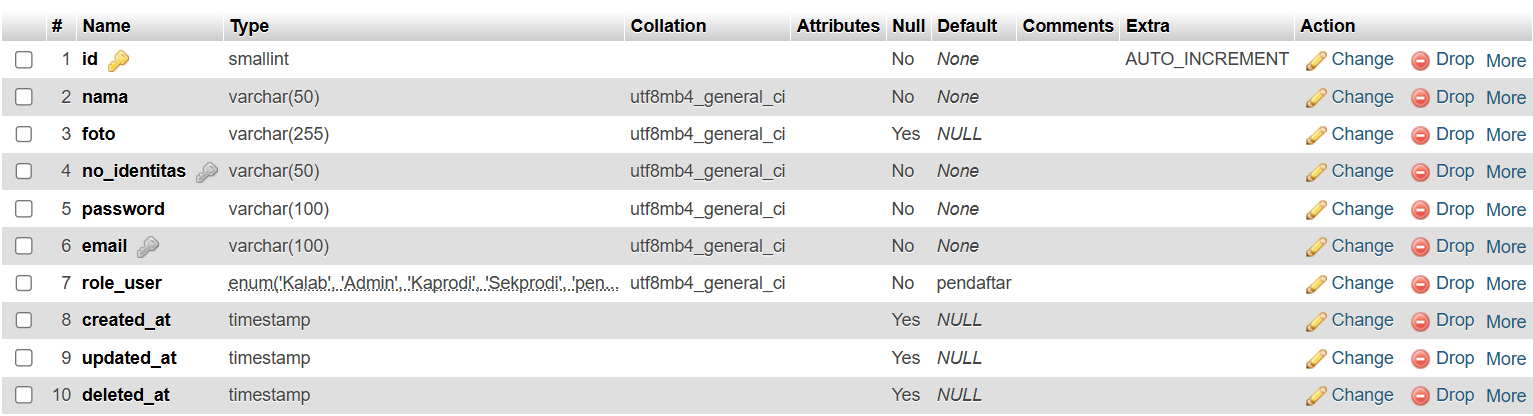 # Name Type Collation Attributes Null Default Comments Extra Action
1 id smallint No None AUTO_INCREMENT Change Drop More
2 nama varchar(50) utf8mb4_general_ci No None Change Drop More
3 foto varchar(255) utf8mb4_general_ci Yes NULL Change Drop More
4 no_identitas varchar(50) utf8mb4_general_ci No None Change Drop More
5 password varchar(100) utf8mb4_general_ci No None Change Drop More
6 email varchar(100) utf8mb4_general_ci No None Change Drop More
7 role_user enum('Kalab', 'Admin', 'Kaprodi', 'Sekprodi', 'pen... utf8mb4_general_ci No pendaftar Change Drop More
8 created_at timestamp Yes NULL Change Drop More
9 updated_at timestamp Yes NULL Change Drop More
10 deleted_at timestamp Yes NULL Change Drop More